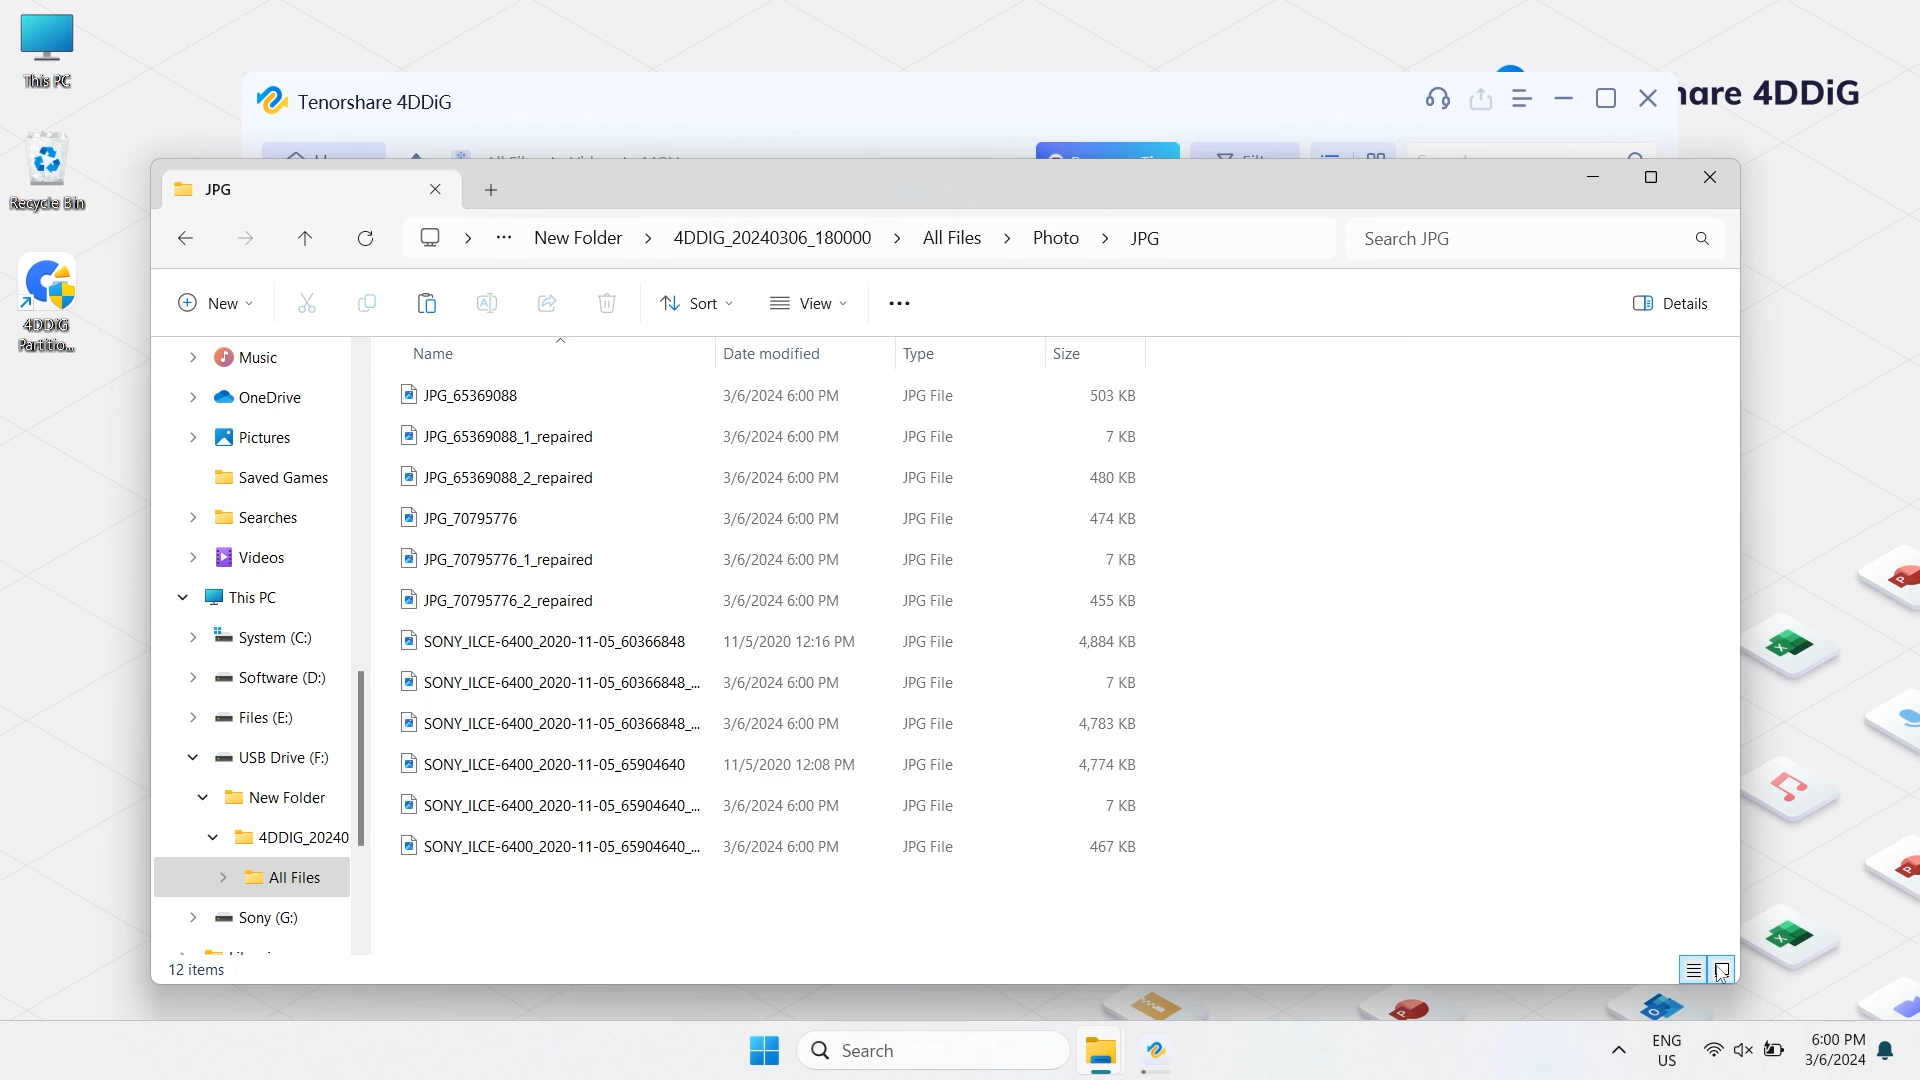 This PC
Recycle Bin
4DDiG
Partitio...
Tenorshare 4DDiG
hare 4DDiG
JPG
New Folder
4DDIG_20240306_180000
All Files
Photo
JPG
Search JPG
New
Sort
View
Details
Music
OneDrive
Pictures
Saved Games
Searches
Videos
This PC
System (C:)
Software (D:)
Files (E:)
USB Drive (F:)
New Folder
4DDIG_20240
All Files
Sony (G:)
Name Date modified Type Size
JPG_65369088 3/6/2024 6:00 PM JPG File 503 KB
JPG_65369088_1_repaired 3/6/2024 6:00 PM JPG File 7 KB
JPG_65369088_2_repaired 3/6/2024 6:00 PM JPG File 480 KB
JPG_70795776 3/6/2024 6:00 PM JPG File 474 KB
JPG_70795776_1_repaired 3/6/2024 6:00 PM JPG File 7 KB
JPG_70795776_2_repaired 3/6/2024 6:00 PM JPG File 455 KB
SONY_ILCE-6400_2020-11-05_60366848 11/5/2020 12:16 PM JPG File 4,884 KB
SONY_ILCE-6400_2020-11-05_60366848_... 3/6/2024 6:00 PM JPG File 7 KB
SONY_ILCE-6400_2020-11-05_60366848_... 3/6/2024 6:00 PM JPG File 4,783 KB
SONY_ILCE-6400_2020-11-05_65904640 11/5/2020 12:08 PM JPG File 4,774 KB
SONY_ILCE-6400_2020-11-05_65904640_... 3/6/2024 6:00 PM JPG File 7 KB
SONY_ILCE-6400_2020-11-05_65904640_... 3/6/2024 6:00 PM JPG File 467 KB
12 items
Search
ENG
US
6:00 PM
3/6/2024